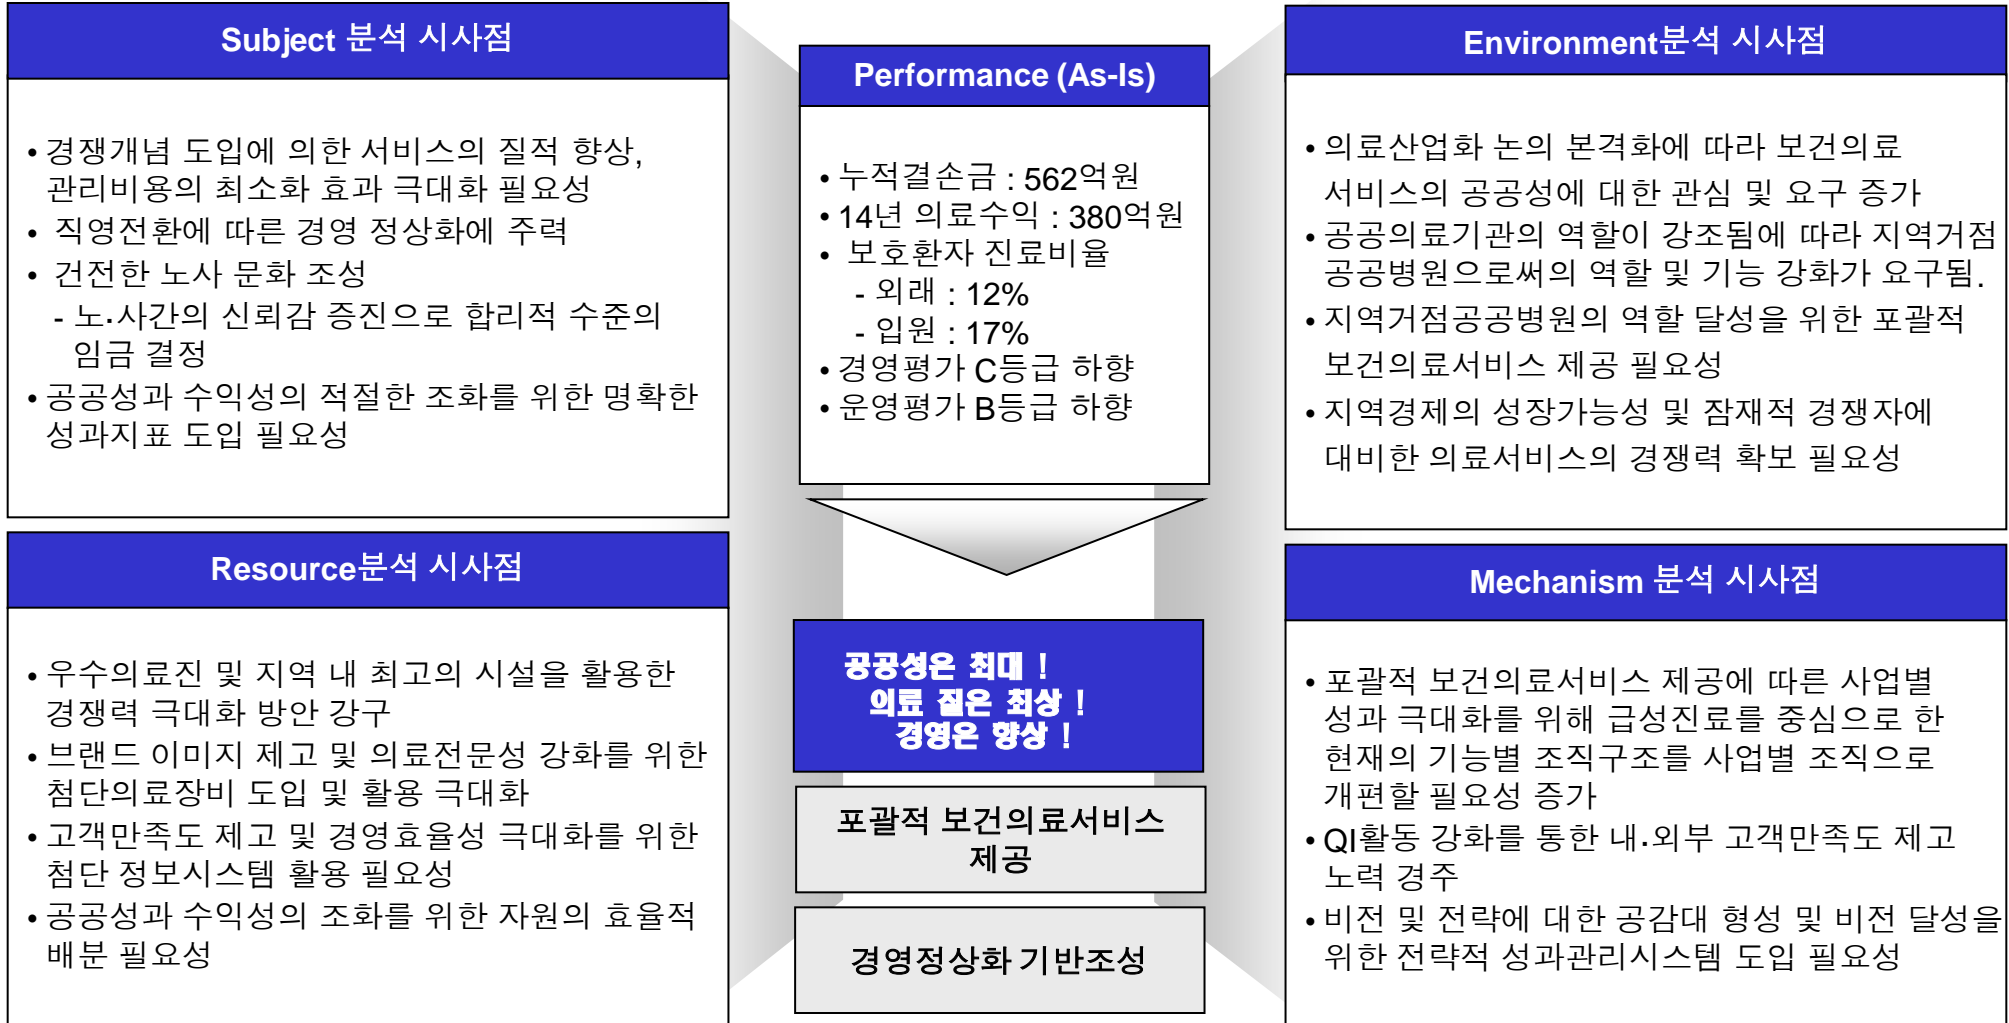 Subject 분석 시사점
• 경쟁개념 도입에 의한 서비스의 질적 향상,
관리비용의 최소화 효과 극대화 필요성
• 직영전환에 따른 경영 정상화에 주력
• 건전한 노사 문화 조성
- 노·사간의 신뢰감 증진으로 합리적 수준의
임금 결정
• 공공성과 수익성의 적절한 조화를 위한 명확한
성과지표 도입 필요성
Resource분석 시사점
• 우수의료진 및 지역 내 최고의 시설을 활용한
경쟁력 극대화 방안 강구
• 브랜드 이미지 제고 및 의료전문성 강화를 위한
첨단의료장비 도입 및 활용 극대화
• 고객만족도 제고 및 경영효율성 극대화를 위한
첨단 정보시스템 활용 필요성
• 공공성과 수익성의 조화를 위한 자원의 효율적
배분 필요성
Performance (As-Is)
• 누적결손금 : 562억원
• 14년 의료수익 : 380억원
• 보호환자 진료비율
- 외래 : 12%
- 입원 : 17%
• 경영평가 C등급 하향
• 운영평가 B등급 하향
공공성은 최대 !
의료 질은 최상 !
경영은 향상 !
포괄적 보건의료서비스
제공
경영정상화 기반조성
Environment분석 시사점
• 의료산업화 논의 본격화에 따라 보건의료
서비스의 공공성에 대한 관심 및 요구 증가
• 공공의료기관의 역할이 강조됨에 따라 지역거점
공공병원으로써의 역할 및 기능 강화가 요구됨.
• 지역거점공공병원의 역할 달성을 위한 포괄적
보건의료서비스 제공 필요성
• 지역경제의 성장가능성 및 잠재적 경쟁자에
대비한 의료서비스의 경쟁력 확보 필요성
Mechanism 분석 시사점
• 포괄적 보건의료서비스 제공에 따른 사업별
성과 극대화를 위해 급성진료를 중심으로 한
현재의 기능별 조직구조를 사업별 조직으로
개편할 필요성 증가
• QI활동 강화를 통한 내·외부 고객만족도 제고
노력 경주
• 비전 및 전략에 대한 공감대 형성 및 비전 달성을
위한 전략적 성과관리시스템 도입 필요성